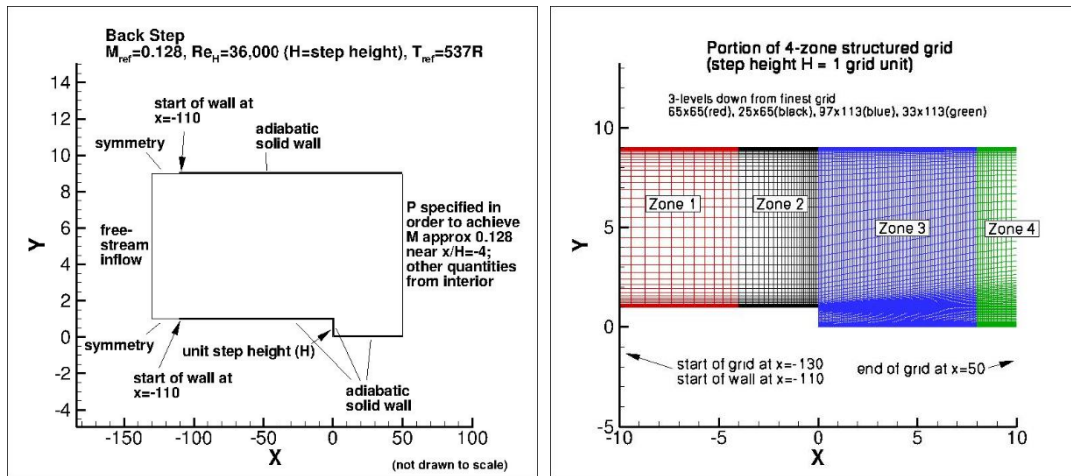 Back Step
M_ref=0.128, Re_H=36,000 (H=step height), T_ref=537R
start of wall at
x=-110
symmetry
adiabatic
solid wall
free-
stream
inflow
P specified in
order to achieve
M approx 0.128
near x/H=-4;
other quantities
from interior
symmetry
unit step height (H)
start of wall at
x=-110
adiabatic
solid wall
Y
14
12
10
8
6
4
2
0
-2
-4
-150
-100
-50
0
50
100
X
(not drawn to scale)
Portion of 4-zone structured grid
(step height H = 1 grid unit)
3-levels down from finest grid
65x65(red), 25x65(black), 97x113(blue), 33x113(green)
Zone 1
Zone 2
Zone 3
Zone 4
start of grid at x=-130
start of wall at x=-110
end of grid at x=50
Y
10
5
0
-5
-10
-5
0
5
10
X